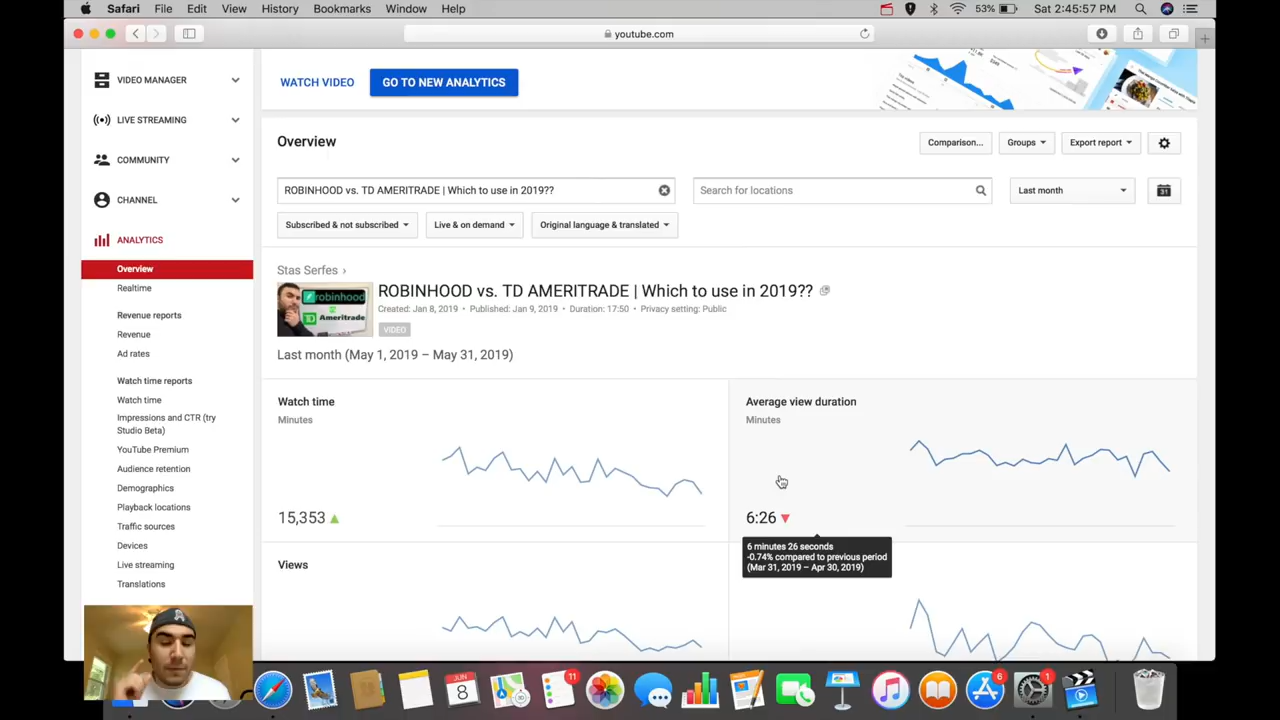 Safari File Edit View History Bookmarks Window Help 53% Sat 2:45:57 PM
youtube.com
VIDEO MANAGER
LIVE STREAMING
COMMUNITY
CHANNEL
ANALYTICS
Overview
Realtime
Revenue reports
Revenue
Ad rates
Watch time reports
Watch time
Impressions and CTR (try
Studio Beta)
YouTube Premium
Audience retention
Demographics
Playback locations
Traffic sources
Devices
Live streaming
Translations
WATCH VIDEO GO TO NEW ANALYTICS
Overview
Comparison... Groups Export report
ROBINHOOD vs. TD AMERITRADE | Which to use in 2019?? Search for locations Last month 31
Subscribed & not subscribed Live & on demand Original language & translated
Stas Serfes ›
robinhood
TD
Ameritrade
ROBINHOOD vs. TD AMERITRADE | Which to use in 2019??
Created: Jan 8, 2019 • Published: Jan 9, 2019 • Duration: 17:50 • Privacy setting: Public
VIDEO
Last month (May 1, 2019 – May 31, 2019)
Watch time
Minutes
15,353
Average view duration
Minutes
6:26
6 minutes 26 seconds
-0.74% compared to previous period
(Mar 31, 2019 – Apr 30, 2019)
Views
JUN
8
11
6
1